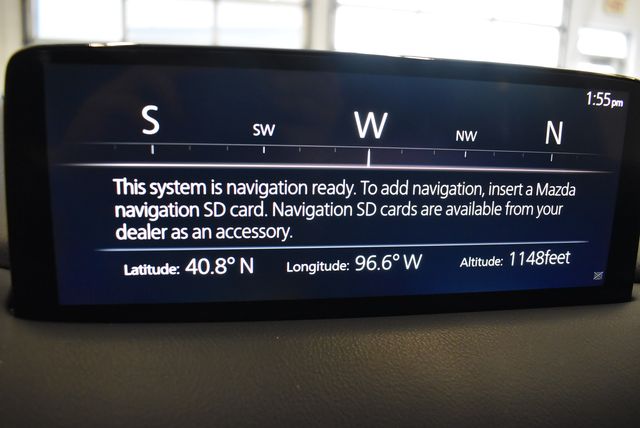 1:55pm
S SW W NW N
This system is navigation ready. To add navigation, insert a Mazda
navigation SD card. Navigation SD cards are available from your
dealer as an accessory.
Latitude: 40.8° N Longitude: 96.6° W Altitude: 1148feet